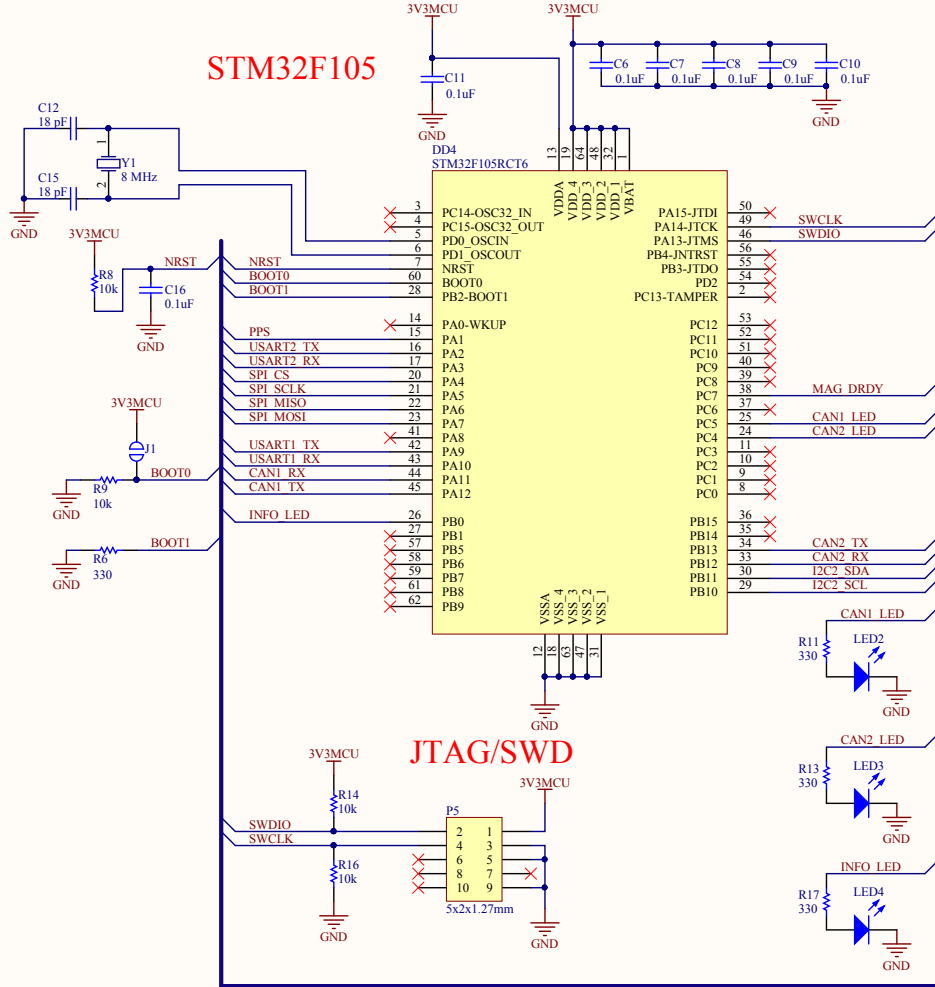 3V3MCU
3V3MCU
STM32F105
C11
0.1uF
GND
C6
0.1uF
C7
0.1uF
C8
0.1uF
C9
0.1uF
C10
0.1uF
GND
C12
18 pF
1
Y1
8 MHz
2
C15
18 pF
GND
3V3MCU
R8
10k
NRST
C16
0.1uF
GND
DD4
STM32F105RCT6
13 19 64 48 32 1
VDDA VDD_4 VDD_3 VDD_2 VDD_1 VBAT
3 PC14-OSC32_IN
4 PC15-OSC32_OUT
5 PD0_OSCIN
6 PD1_OSCOUT
NRST 7 NRST
BOOT0 60 BOOT0
BOOT1 28 PB2-BOOT1
14 PA0-WKUP
PPS 15 PA1
USART2_TX 16 PA2
USART2_RX 17 PA3
SPI_CS 20 PA4
SPI_SCLK 21 PA5
SPI_MISO 22 PA6
SPI_MOSI 23 PA7
41 PA8
USART1_TX 42 PA9
USART1_RX 43 PA10
CAN1_RX 44 PA11
CAN1_TX 45 PA12
INFO_LED 26 PB0
27 PB1
57 PB5
58 PB6
59 PB7
61 PB8
62 PB9
PA15-JTDI 50
PA14-JTCK 49 SWCLK
PA13-JTMS 46 SWDIO
PB4-JNTRST 56
PB3-JTDO 55
PD2 54
PC13-TAMPER 2
PC12 53
PC11 52
PC10 51
PC9 40
PC8 39
PC7 38 MAG_DRDY
PC6 37
PC5 25 CAN1_LED
PC4 24 CAN2_LED
PC3 11
PC2 10
PC1 9
PC0 8
PB15 36
PB14 35
PB13 34 CAN2_TX
PB12 33 CAN2_RX
PB11 30 I2C2_SDA
PB10 29 I2C2_SCL
VSSA VSS_4 VSS_3 VSS_2 VSS_1
12 18 63 47 31
GND
3V3MCU
J1
BOOT0
R9
10k
GND
BOOT1
R6
330
GND
CAN1_LED
R11
330
LED2
GND
CAN2_LED
R13
330
LED3
GND
INFO_LED
R17
330
LED4
GND
JTAG/SWD
3V3MCU
R14
10k
SWDIO
SWCLK
R16
10k
GND
3V3MCU
P5
2 1
4 3
6 5
8 7
10 9
5x2x1.27mm
GND